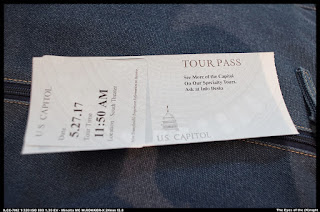 U.S. CAPITOL
Date
5.27.17
Tour Time
11:50 AM
TOUR PASS
See More of the Capitol
On Our Specialty Tours.
Ask at Info Desks
U.S. CAPITOL
The Eyes of the